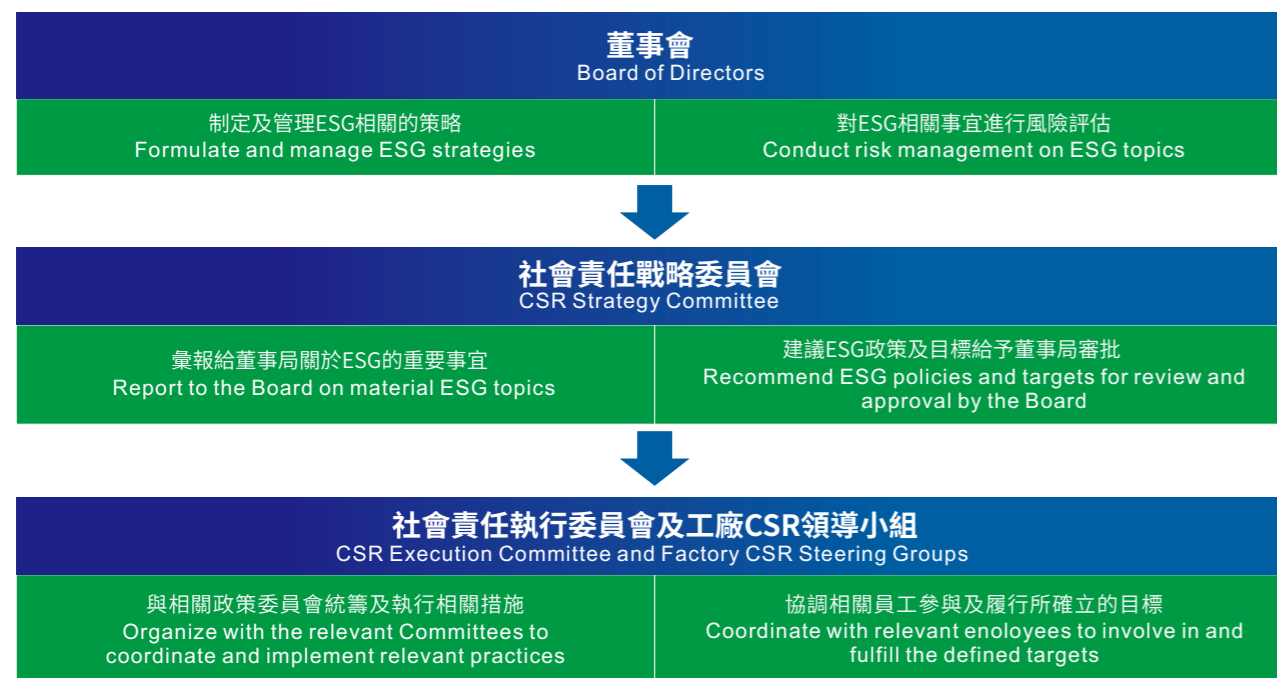 董事會
Board of Directors
制定及管理ESG相關的策略
Formulate and manage ESG strategies
對ESG相關事宜進行風險評估
Conduct risk management on ESG topics
社會責任戰略委員會
CSR Strategy Committee
彙報給董事局關於ESG的重要事宜
Report to the Board on material ESG topics
建議ESG政策及目標給予董事局審批
Recommend ESG policies and targets for review and
approval by the Board
社會責任執行委員會及工廠CSR領導小組
CSR Execution Committee and Factory CSR Steering Groups
與相關政策委員會統籌及執行相關措施
Organize with the relevant Committees to
coordinate and implement relevant practices
協調相關員工參與及履行所確立的目標
Coordinate with relevant enoloyees to involve in and
fulfill the defined targets